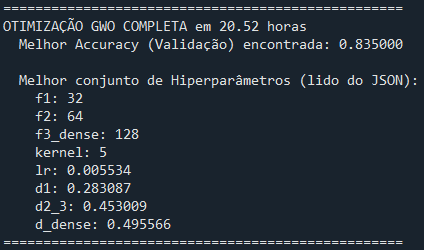 ==================================================
OTIMIZAÇÃO GWO COMPLETA em 20.52 horas
Melhor Accuracy (Validação) encontrada: 0.835000
Melhor conjunto de Hiperparâmetros (lido do JSON):
f1: 32
f2: 64
f3_dense: 128
kernel: 5
lr: 0.005534
d1: 0.283087
d2_3: 0.453009
d_dense: 0.495566
==================================================